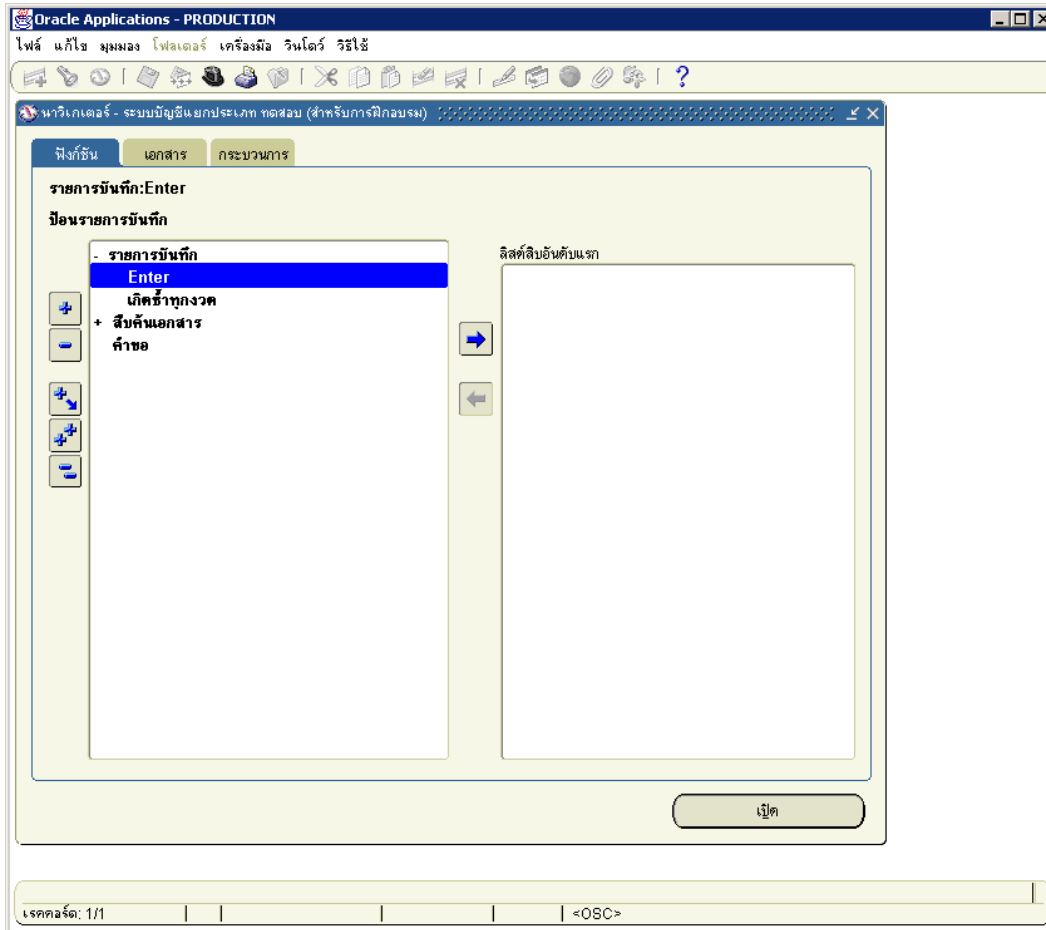 Oracle Applications - PRODUCTION
ไฟล์ แก้ไข มุมมอง โฟลเดอร์ เครื่องมือ วินโดว์ วิธีใช้
นาวิเกเตอร์ - ระบบบัญชีแยกประเภท ทดสอบ (สำหรับการฝึกอบรม)
ฟังก์ชัน เอกสาร กระบวนการ
รายการบันทึก:Enter
ป้อนรายการบันทึก
- รายการบันทึก
Enter
เกิดซ้ำทุกงวด
+ สืบค้นเอกสาร
คำขอ
ลิสต์สิบอันดับแรก
เปิด
เรคคอร์ด: 1/1 <OSC>